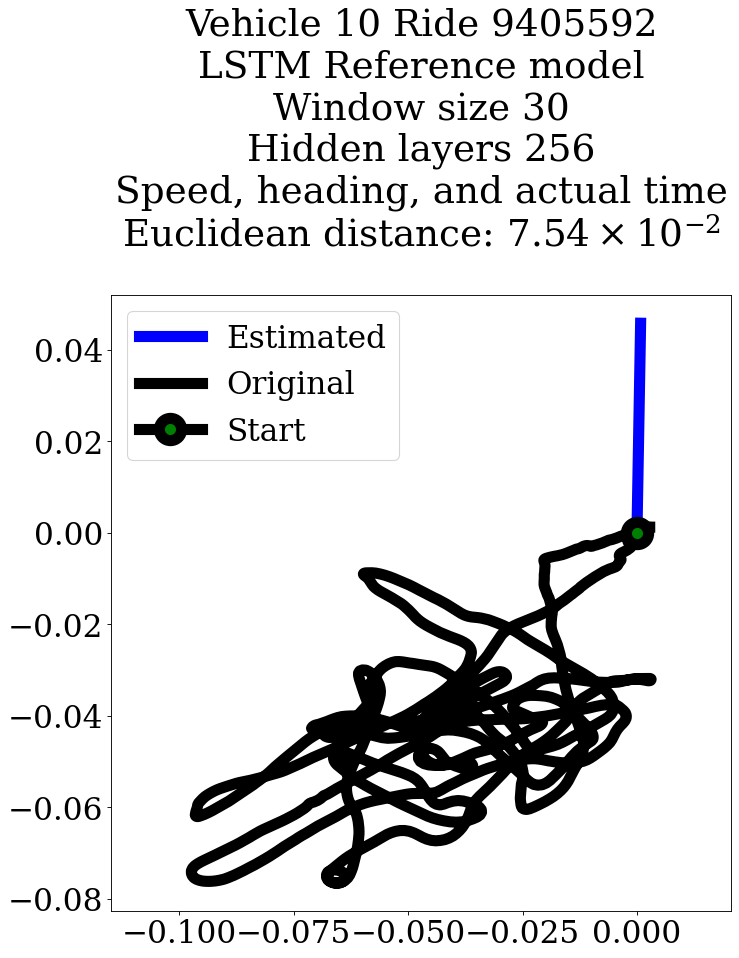 Vehicle 10 Ride 9405592
LSTM Reference model
Window size 30
Hidden layers 256
Speed, heading, and actual time
Euclidean distance: 7.54 × 10⁻²
Estimated
Original
Start
0.04
0.02
0.00
−0.02
−0.04
−0.06
−0.08
−0.100 −0.075 −0.050 −0.025 0.000